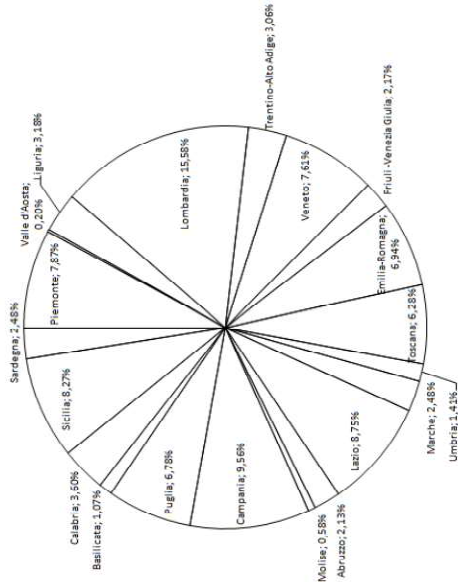 Piemonte; 7,87%
Valle d'Aosta;
0,20%
Liguria; 3,18%
Lombardia; 15,58%
Trentino-Alto Adige; 3,06%
Veneto; 7,61%
Friuli-Venezia Giulia; 2,17%
Emilia-Romagna;
6,94%
Toscana; 6,28%
Umbria; 1,41%
Marche; 2,48%
Lazio; 8,75%
Abruzzo; 2,13%
Molise; 0,58%
Campania; 9,56%
Puglia; 6,78%
Basilicata; 1,07%
Calabria; 3,60%
Sicilia; 8,27%
Sardegna; 2,48%